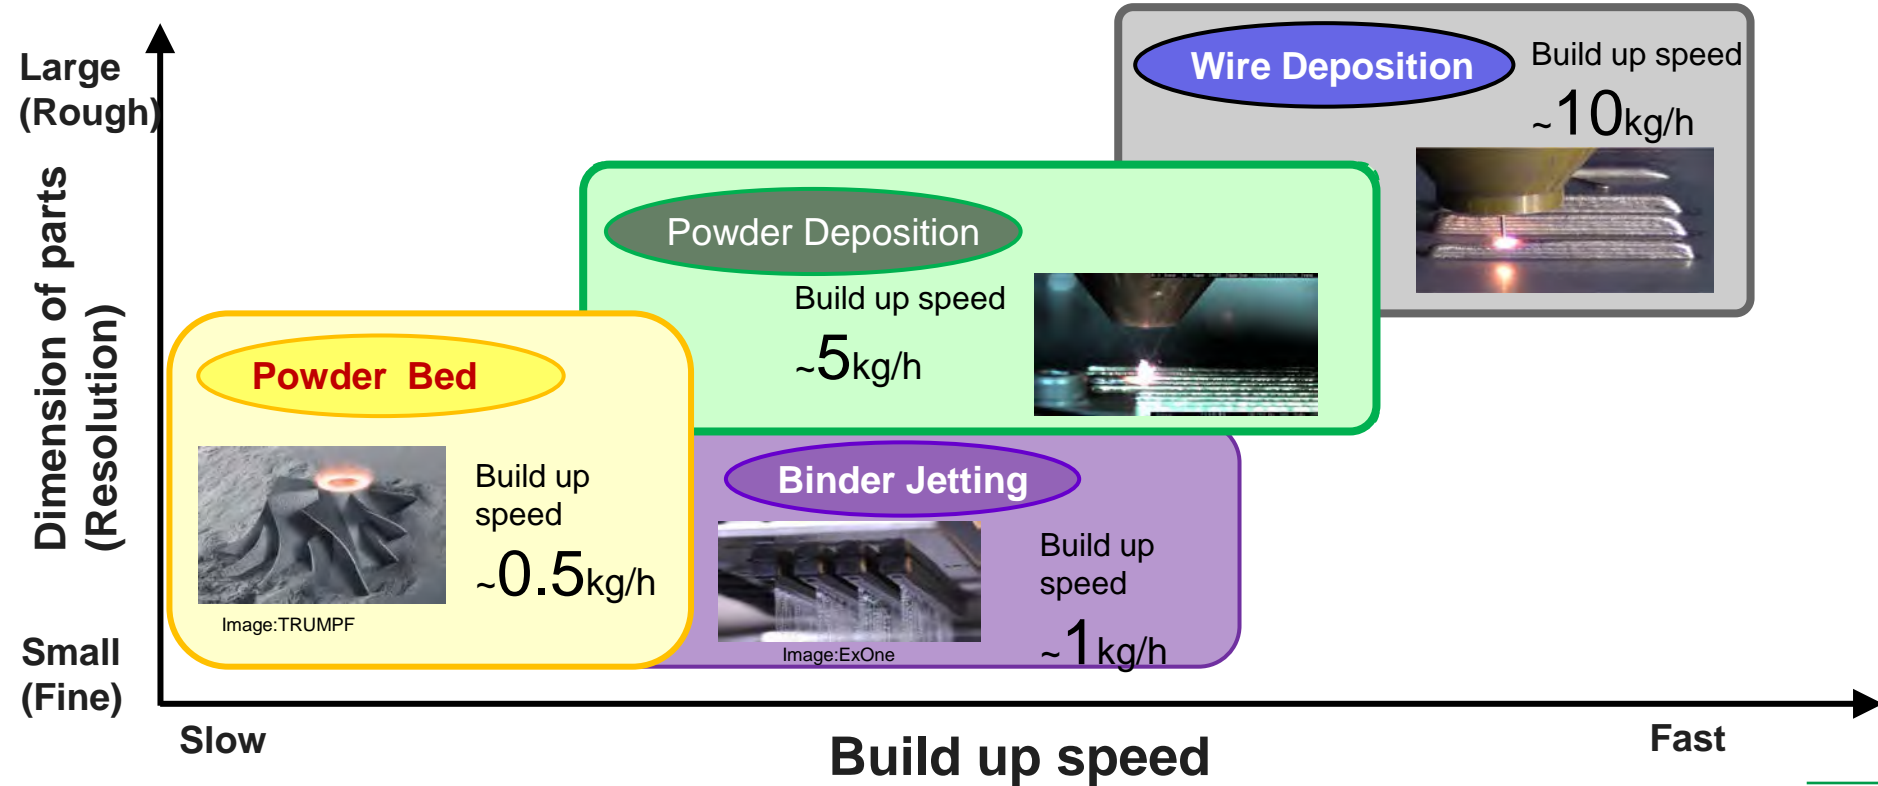 Large
(Rough)
Dimension of parts
(Resolution)
Small
(Fine)
Wire Deposition
Build up speed
~10kg/h
Powder Deposition
Build up speed
~5kg/h
Powder Bed
Build up
speed
~0.5kg/h
Image:TRUMPF
Binder Jetting
Build up
speed
~1kg/h
Image:ExOne
Slow
Build up speed
Fast